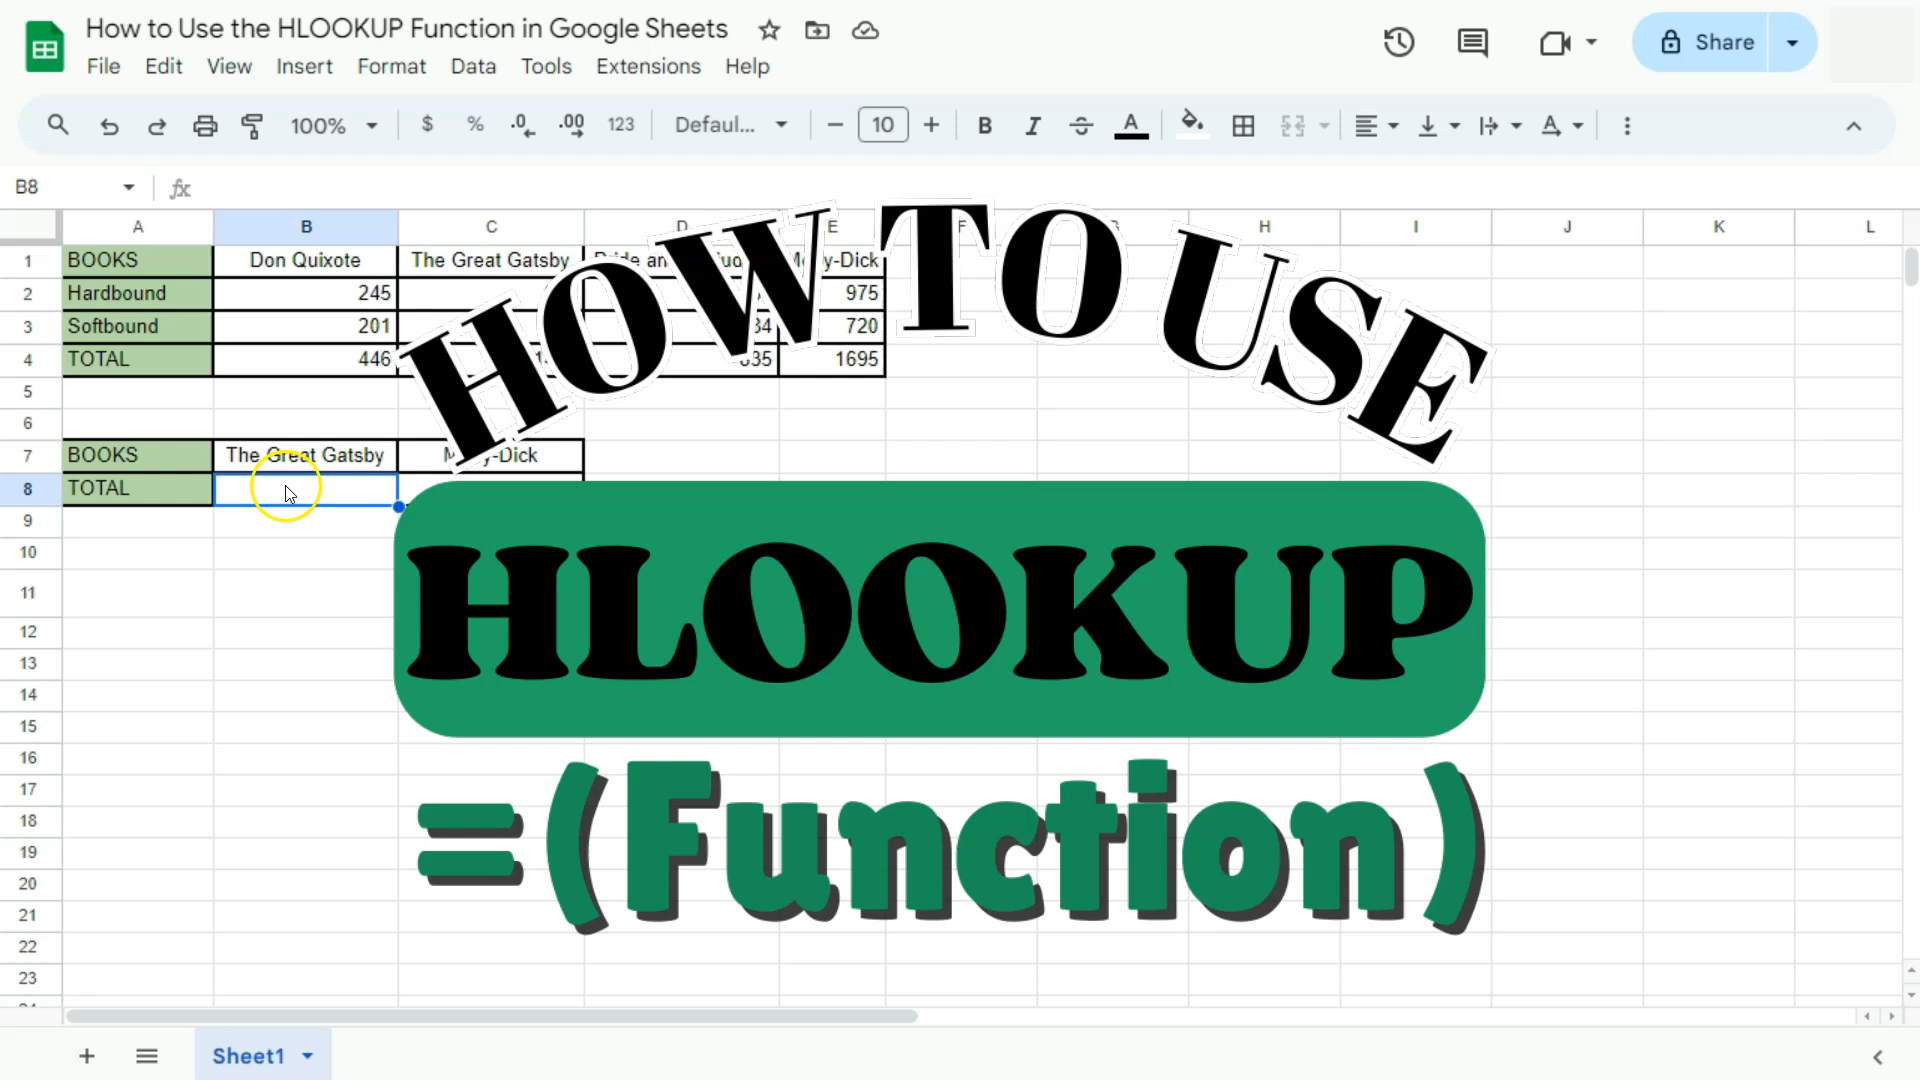 How to Use the HLOOKUP Function in Google Sheets
File Edit View Insert Format Data Tools Extensions Help
Share
100% $ % .0 .00 123 Defaul... − 10 + B I A
B8 fx
A B C D E F H I J K L
1 BOOKS Don Quixote The Great Gatsby
2 Hardbound 245 975
3 Softbound 201 720
4 TOTAL 446 1695
5
6
7 BOOKS The Great Gatsby
8 TOTAL
9
10
11
12
13
14
15
16
17
18
19
20
21
22
23
HOW TO USE
HLOOKUP
=(Function)
Sheet1